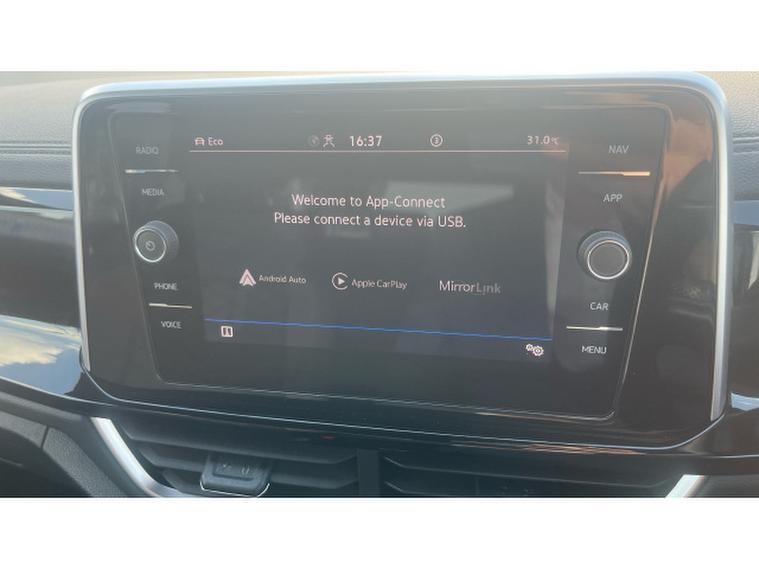 RADIO
MEDIA
PHONE
VOICE
Eco
16:37
3
31.0°C
Welcome to App-Connect
Please connect a device via USB.
Android Auto
Apple CarPlay
MirrorLink
NAV
APP
CAR
MENU